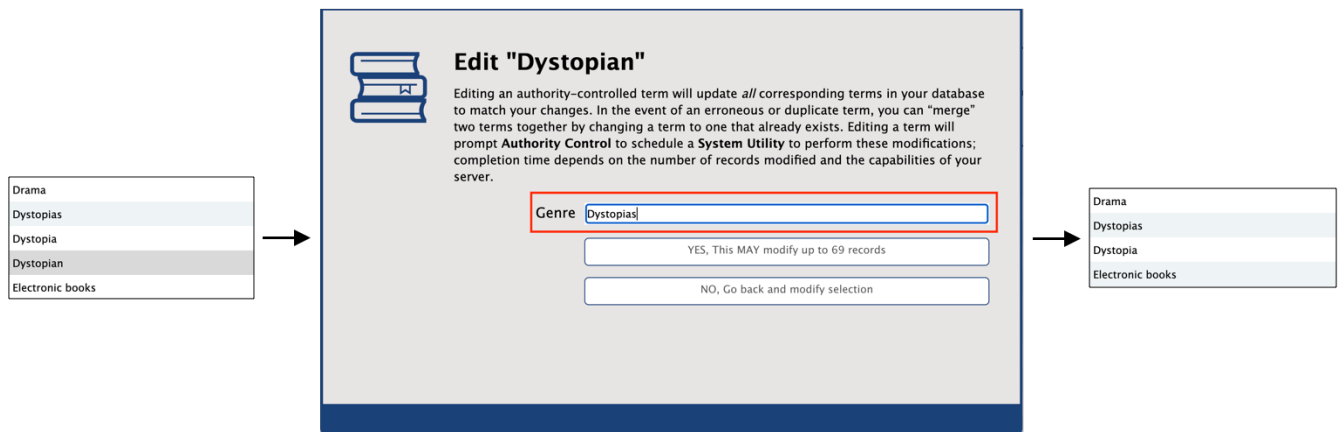 Drama
Dystopias
Dystopia
Dystopian
Electronic books
Edit "Dystopian"
Editing an authority-controlled term will update all corresponding terms in your database
to match your changes. In the event of an erroneous or duplicate term, you can “merge”
two terms together by changing a term to one that already exists. Editing a term will
prompt Authority Control to schedule a System Utility to perform these modifications;
completion time depends on the number of records modified and the capabilities of your
server.
Genre Dystopias
YES, This MAY modify up to 69 records
NO, Go back and modify selection
Drama
Dystopias
Dystopia
Electronic books